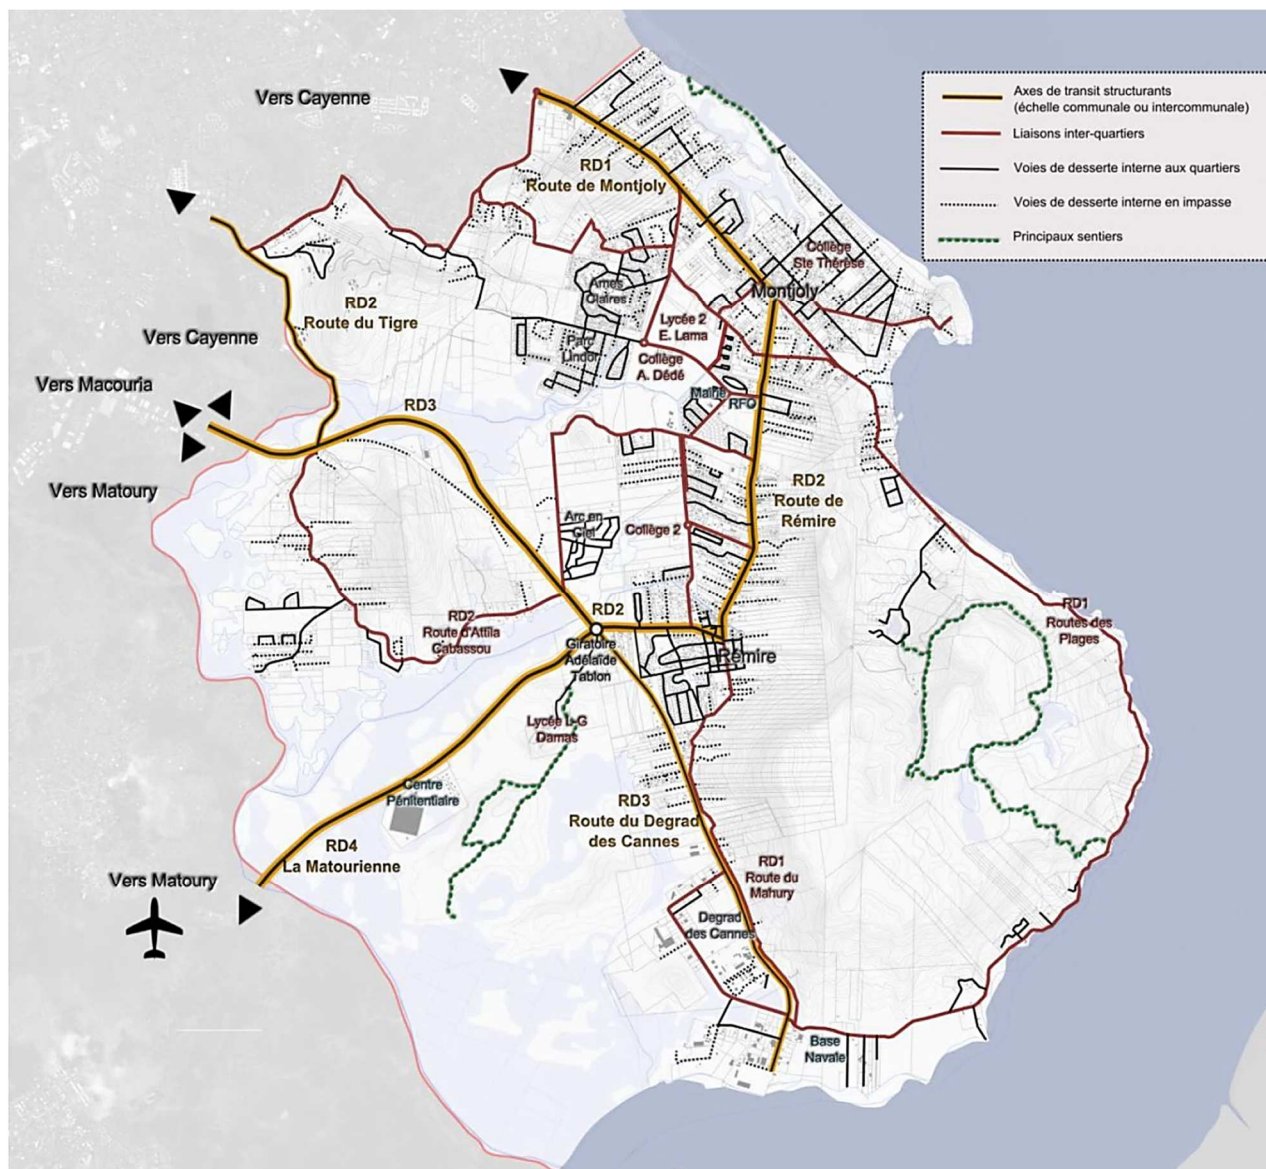 Vers Cayenne
Axes de transit structurants
(échelle communale ou intercommunale)
Liaisons inter-quartiers
Voies de desserte interne aux quartiers
Voies de desserte interne en impasse
Principaux sentiers
RD1
Route de Montjoly
Collège
Ste Thérèse
Ames
Claires
Montjoly
RD2
Route du Tigre
Lycée 2
E. Lama
Vers Cayenne
Parc
Lindor
Collège
A. Dédé
Vers Macouria
Mairie
RFO
RD3
Vers Matoury
RD2
Route de
Rémire
Arc en
Ciel
Collège 2
RD2
Route d'Attila
Cabassou
RD2
Giratoire
Adélaïde
Tablon
Rémire
RD1
Routes des
Plages
Lycée L-G
Damas
Centre
Pénitentiaire
RD3
Route du Degrad
des Cannes
RD4
La Matourienne
RD1
Route du
Mahury
Vers Matoury
Degrad
des Cannes
Base
Navale